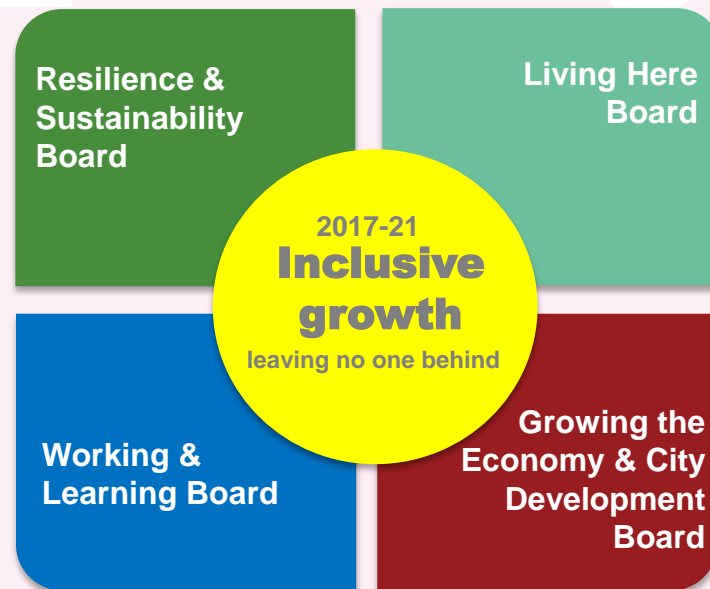 Resilience &
Sustainability
Board
Living Here
Board
2017-21
Inclusive
growth
leaving no one behind
Working &
Learning Board
Growing the
Economy & City
Development
Board